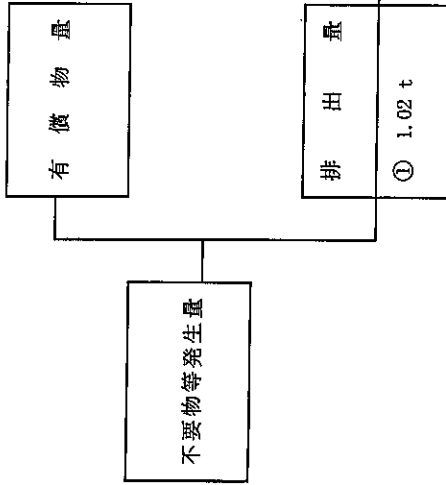 不要物等発生量
有償物量
排出量
① 1.02 t